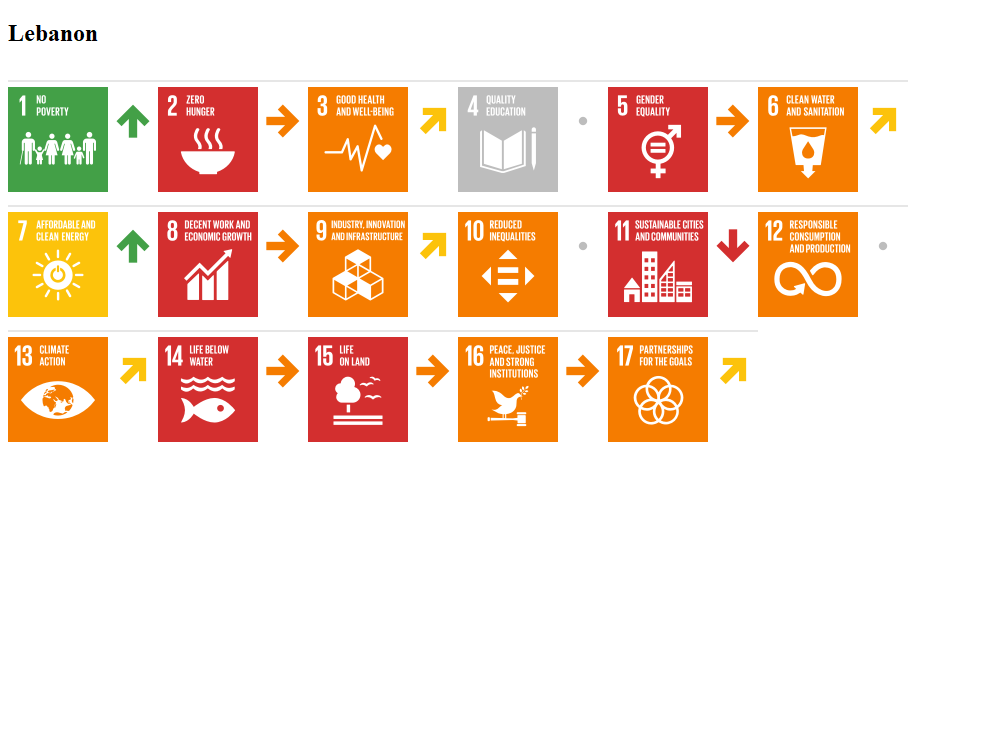 Lebanon
1 NO
POVERTY
2 ZERO
HUNGER
3 GOOD HEALTH
AND WELL-BEING
4 QUALITY
EDUCATION
5 GENDER
EQUALITY
6 CLEAN WATER
AND SANITATION
7 AFFORDABLE AND
CLEAN ENERGY
8 DECENT WORK AND
ECONOMIC GROWTH
9 INDUSTRY, INNOVATION
AND INFRASTRUCTURE
10 REDUCED
INEQUALITIES
11 SUSTAINABLE CITIES
AND COMMUNITIES
12 RESPONSIBLE
CONSUMPTION
AND PRODUCTION
13 CLIMATE
ACTION
14 LIFE BELOW
WATER
15 LIFE
ON LAND
16 PEACE, JUSTICE
AND STRONG
INSTITUTIONS
17 PARTNERSHIPS
FOR THE GOALS